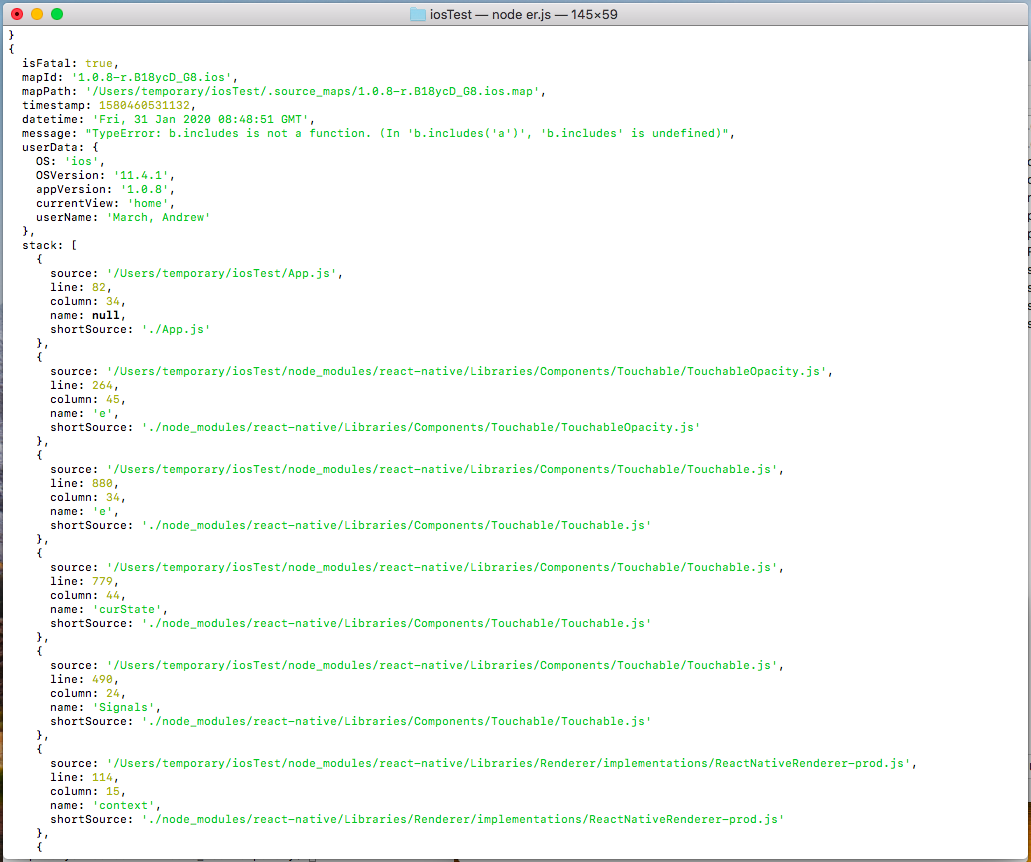 iosTest — node er.js — 145×59
}
{
  isFatal: true,
  mapId: '1.0.8-r.B18ycD_G8.ios',
  mapPath: '/Users/temporary/iosTest/.source_maps/1.0.8-r.B18ycD_G8.ios.map',
  timestamp: 1580460531132,
  datetime: 'Fri, 31 Jan 2020 08:48:51 GMT',
  message: "TypeError: b.includes is not a function. (In 'b.includes('a')', 'b.includes' is undefined)",
  userData: {
    OS: 'ios',
    OSVersion: '11.4.1',
    appVersion: '1.0.8',
    currentView: 'home',
    userName: 'March, Andrew'
  },
  stack: [
    {
      source: '/Users/temporary/iosTest/App.js',
      line: 82,
      column: 34,
      name: null,
      shortSource: './App.js'
    },
    {
      source: '/Users/temporary/iosTest/node_modules/react-native/Libraries/Components/Touchable/TouchableOpacity.js',
      line: 264,
      column: 45,
      name: 'e',
      shortSource: './node_modules/react-native/Libraries/Components/Touchable/TouchableOpacity.js'
    },
    {
      source: '/Users/temporary/iosTest/node_modules/react-native/Libraries/Components/Touchable/Touchable.js',
      line: 880,
      column: 34,
      name: 'e',
      shortSource: './node_modules/react-native/Libraries/Components/Touchable/Touchable.js'
    },
    {
      source: '/Users/temporary/iosTest/node_modules/react-native/Libraries/Components/Touchable/Touchable.js',
      line: 779,
      column: 44,
      name: 'curState',
      shortSource: './node_modules/react-native/Libraries/Components/Touchable/Touchable.js'
    },
    {
      source: '/Users/temporary/iosTest/node_modules/react-native/Libraries/Components/Touchable/Touchable.js',
      line: 490,
      column: 24,
      name: 'Signals',
      shortSource: './node_modules/react-native/Libraries/Components/Touchable/Touchable.js'
    },
    {
      source: '/Users/temporary/iosTest/node_modules/react-native/Libraries/Renderer/implementations/ReactNativeRenderer-prod.js',
      line: 114,
      column: 15,
      name: 'context',
      shortSource: './node_modules/react-native/Libraries/Renderer/implementations/ReactNativeRenderer-prod.js'
    },
    {